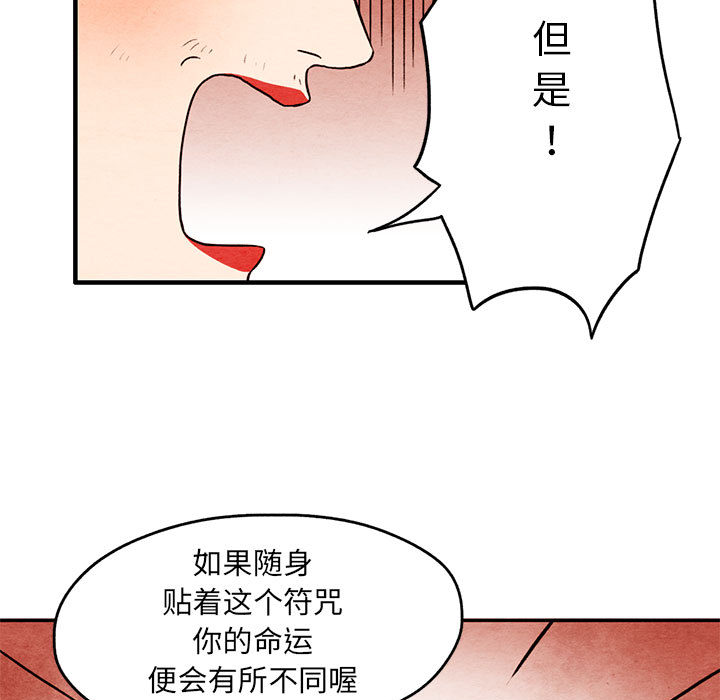 但是！
如果随身
贴着这个符咒
你的命运
便会有所不同喔